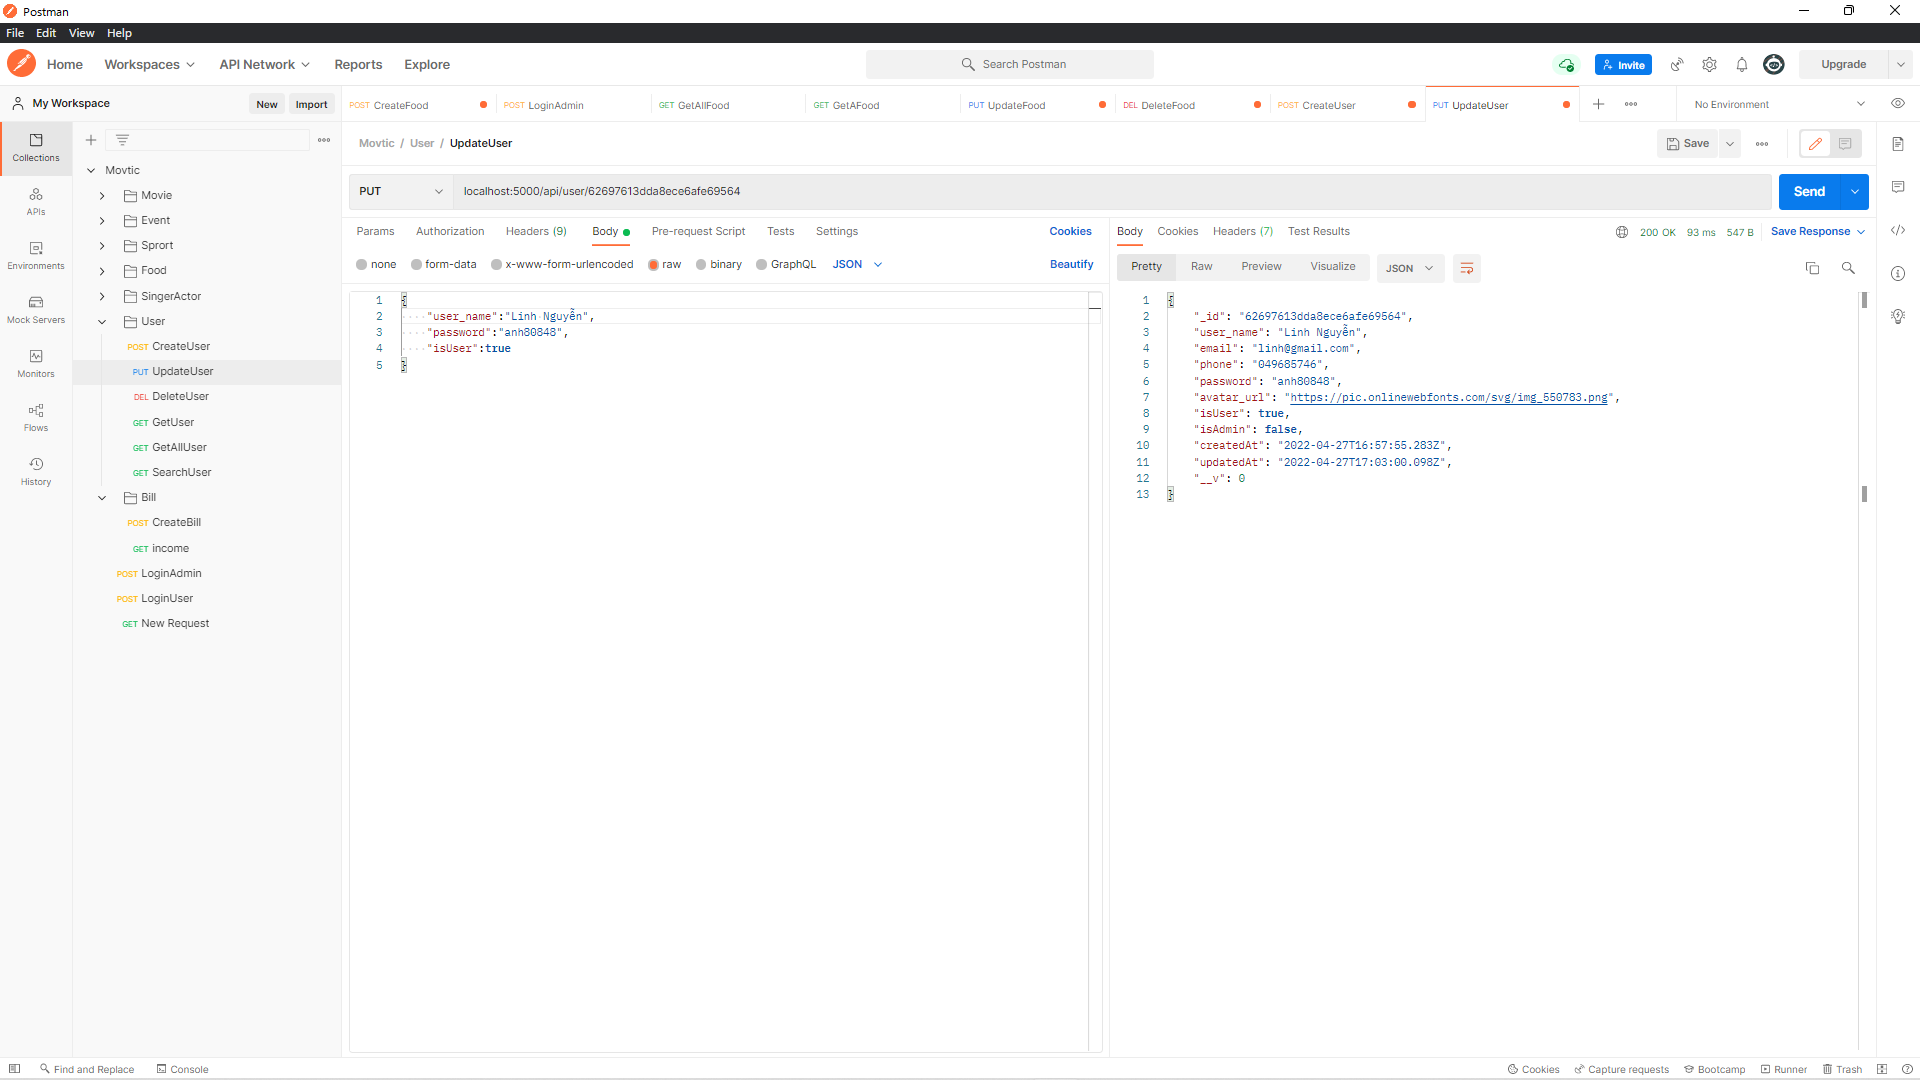 Postman
File Edit View Help
Home Workspaces API Network Reports Explore Search Postman Invite Upgrade
My Workspace New Import
POST CreateFood POST LoginAdmin GET GetAllFood GET GetAFood PUT UpdateFood DEL DeleteFood POST CreateUser PUT UpdateUser No Environment
Collections
APIs
Environments
Mock Servers
Monitors
Flows
History
Movtic
Movie
Event
Sprort
Food
SingerActor
User
POST CreateUser
PUT UpdateUser
DEL DeleteUser
GET GetUser
GET GetAllUser
GET SearchUser
Bill
POST CreateBill
GET income
POST LoginAdmin
POST LoginUser
GET New Request
Movtic / User / UpdateUser Save
PUT localhost:5000/api/user/62697613dda8ece6afe69564 Send
Params Authorization Headers (9) Body Pre-request Script Tests Settings Cookies
none form-data x-www-form-urlencoded raw binary GraphQL JSON Beautify
1 {
2 "user_name":"Linh Nguyễn",
3 "password":"anh80848",
4 "isUser":true
5 }
Body Cookies Headers (7) Test Results 200 OK 93 ms 547 B Save Response
Pretty Raw Preview Visualize JSON
1 {
2 "_id": "62697613dda8ece6afe69564",
3 "user_name": "Linh Nguyễn",
4 "email": "linh@gmail.com",
5 "phone": "049685746",
6 "password": "anh80848",
7 "avatar_url": "https://pic.onlinewebfonts.com/svg/img_550783.png",
8 "isUser": true,
9 "isAdmin": false,
10 "createdAt": "2022-04-27T16:57:55.283Z",
11 "updatedAt": "2022-04-27T17:03:00.098Z",
12 "__v": 0
13 }
Find and Replace Console Cookies Capture requests Bootcamp Runner Trash